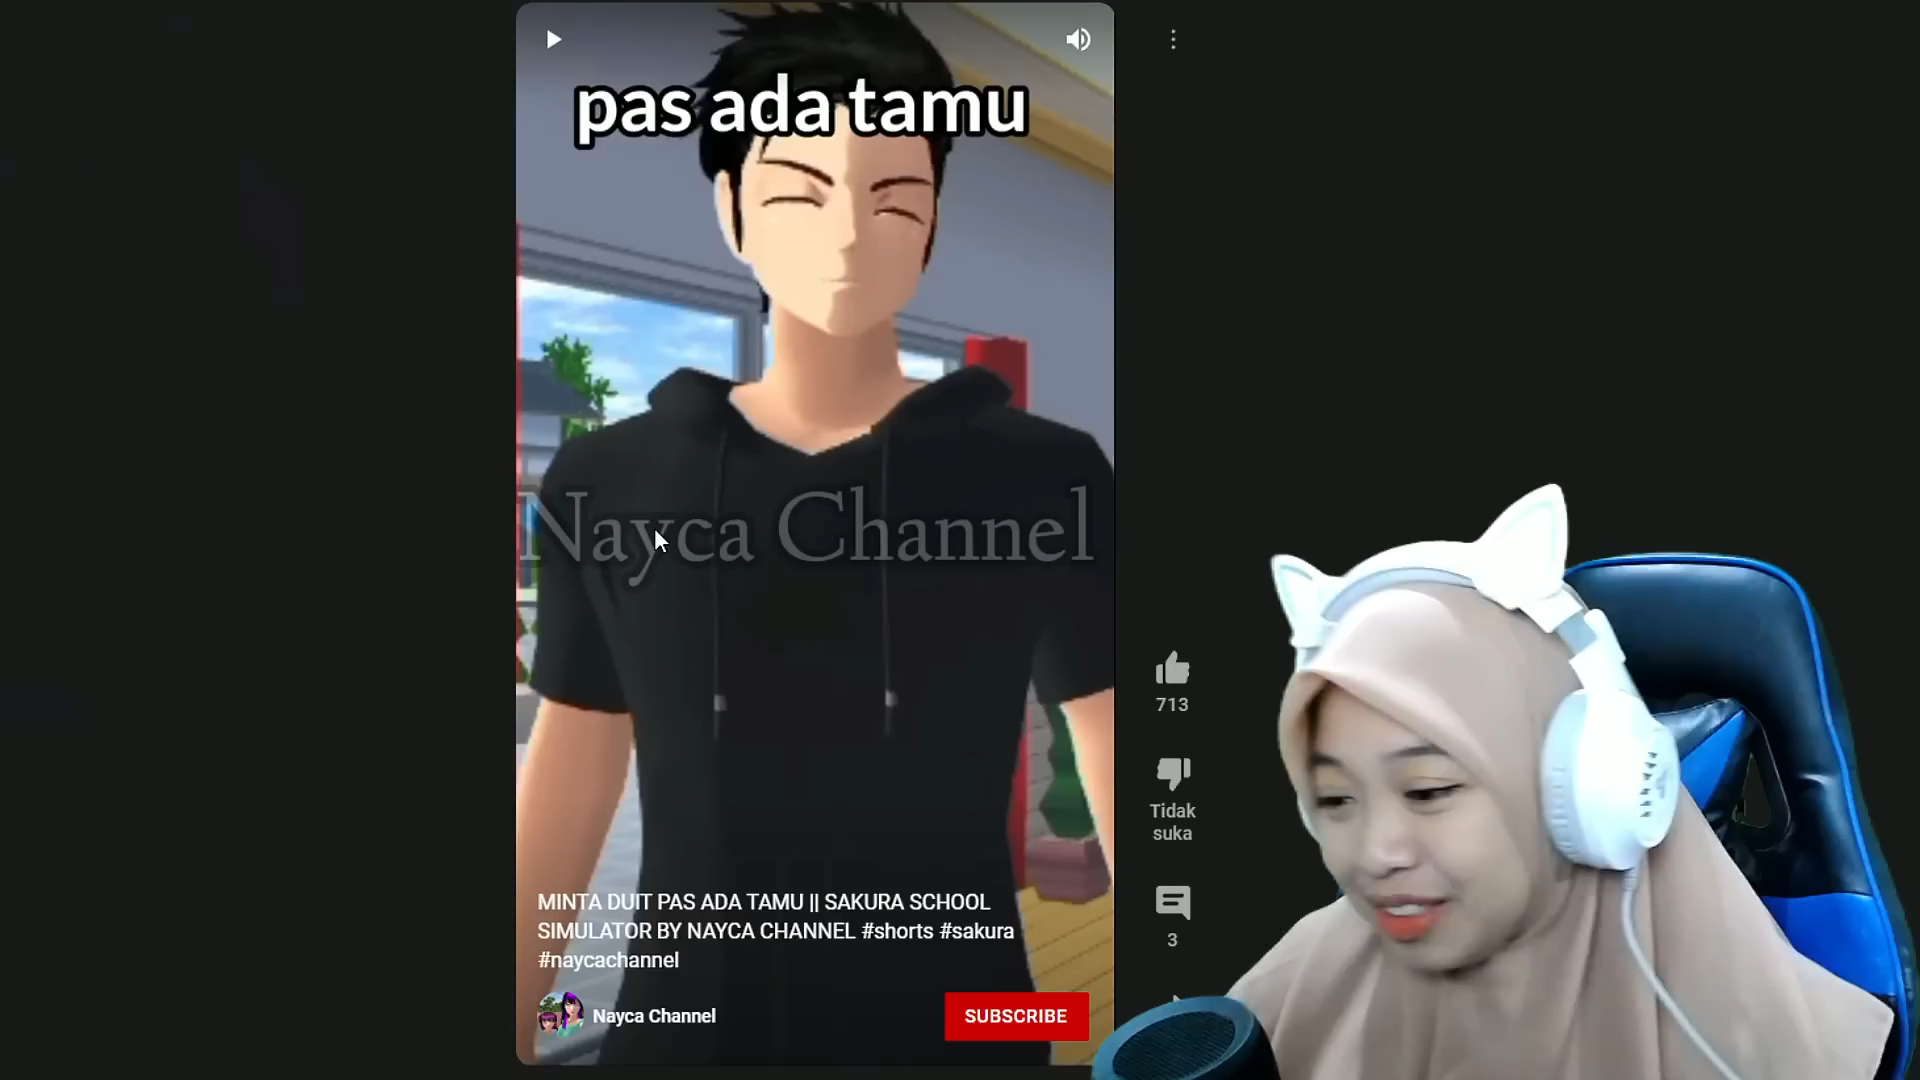 pas ada tamu
Nayca Channel
713
Tidak
suka
3
MINTA DUIT PAS ADA TAMU || SAKURA SCHOOL
SIMULATOR BY NAYCA CHANNEL #shorts #sakura
#naycachannel
Nayca Channel
SUBSCRIBE